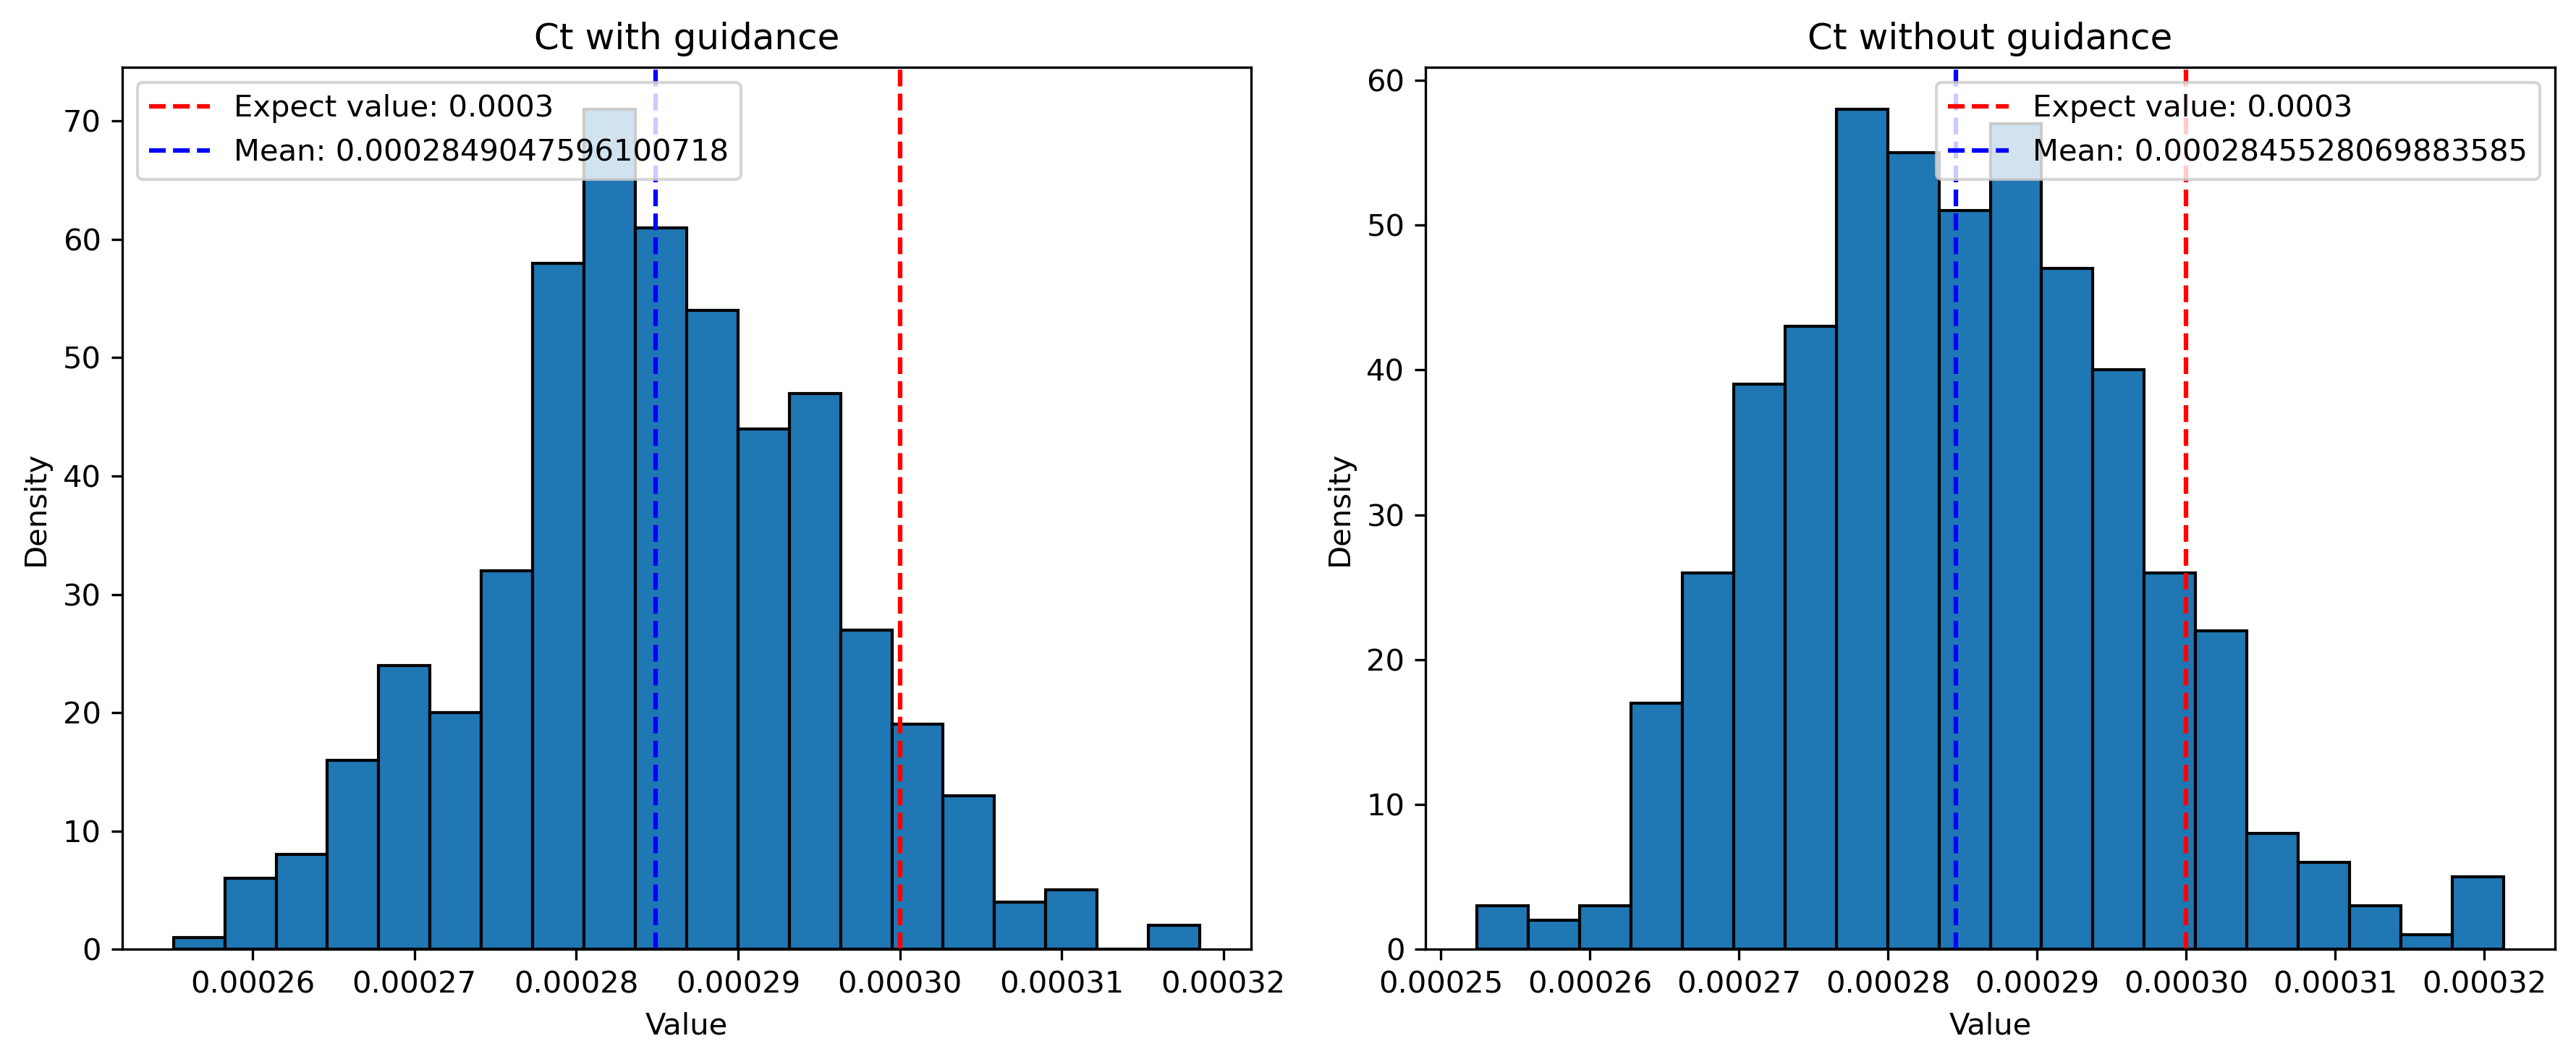 Ct with guidance
Expect value: 0.0003
Mean: 0.0002849047596100718
70
60
50
40
30
20
10
0
Density
0.00026 0.00027 0.00028 0.00029 0.00030 0.00031 0.00032
Value
Ct without guidance
Expect value: 0.0003
Mean: 0.0002845528069883585
60
50
40
30
20
10
0
Density
0.00025 0.00026 0.00027 0.00028 0.00029 0.00030 0.00031 0.00032
Value